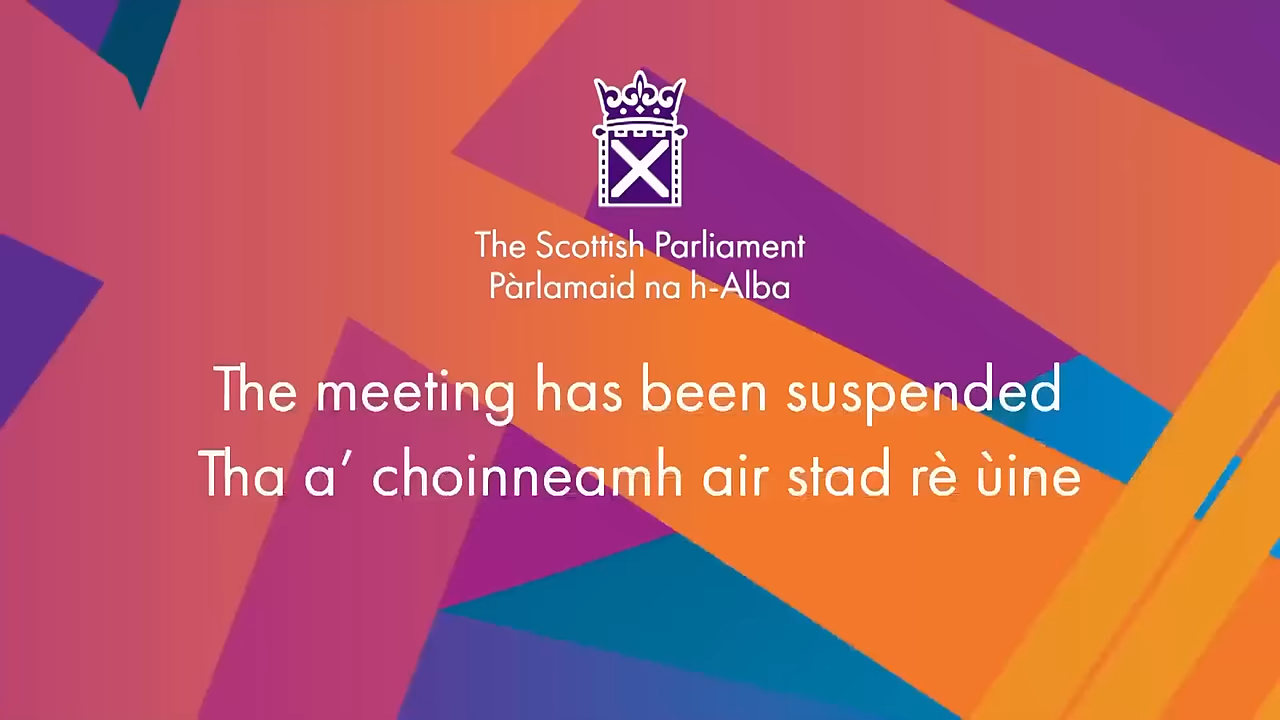 The Scottish Parliament
Pàrlamaid na h-Alba
The meeting has been suspended
Tha a’ choinneamh air stad rè ùine